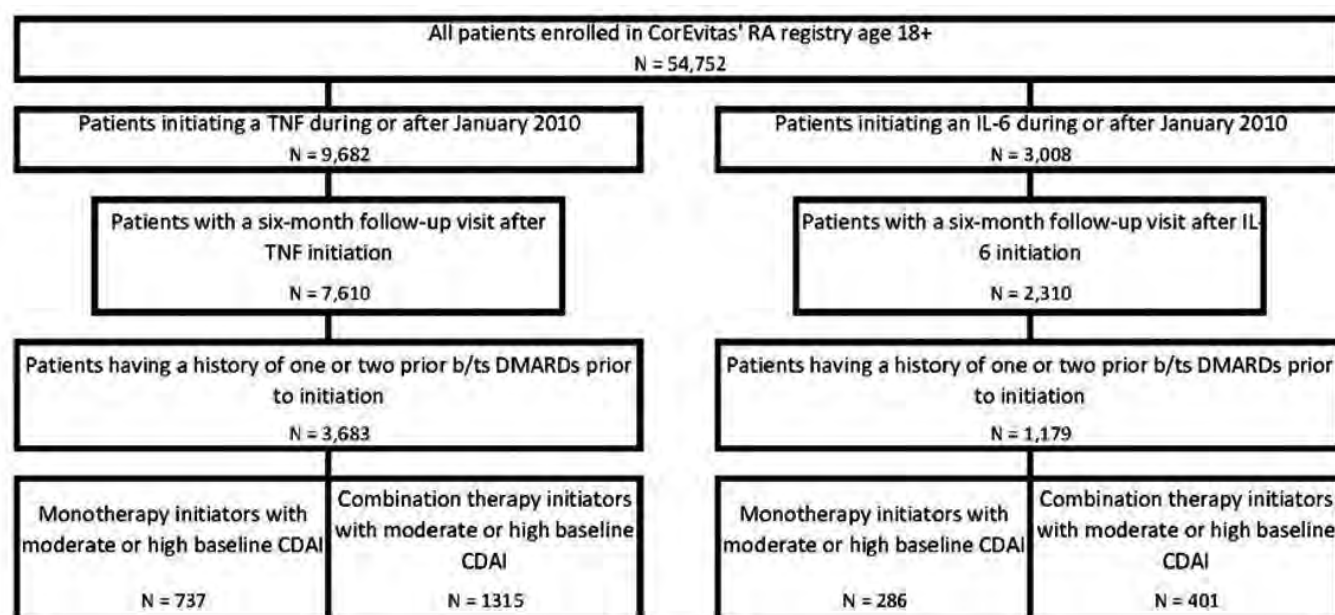 All patients enrolled in CorEvitas' RA registry age 18+
N = 54,752
Patients initiating a TNF during or after January 2010
N = 9,682
Patients initiating an IL-6 during or after January 2010
N = 3,008
Patients with a six-month follow-up visit after
TNF initiation
N = 7,610
Patients with a six-month follow-up visit after IL-
6 initiation
N = 2,310
Patients having a history of one or two prior b/ts DMARDs prior
to initiation
N = 3,683
Patients having a history of one or two prior b/ts DMARDs prior
to initiation
N = 1,179
Monotherapy initiators with
moderate or high baseline CDAI
N = 737
Combination therapy initiators
with moderate or high baseline
CDAI
N = 1315
Monotherapy initiators with
moderate or high baseline CDAI
N = 286
Combination therapy initiators
with moderate or high baseline
CDAI
N = 401